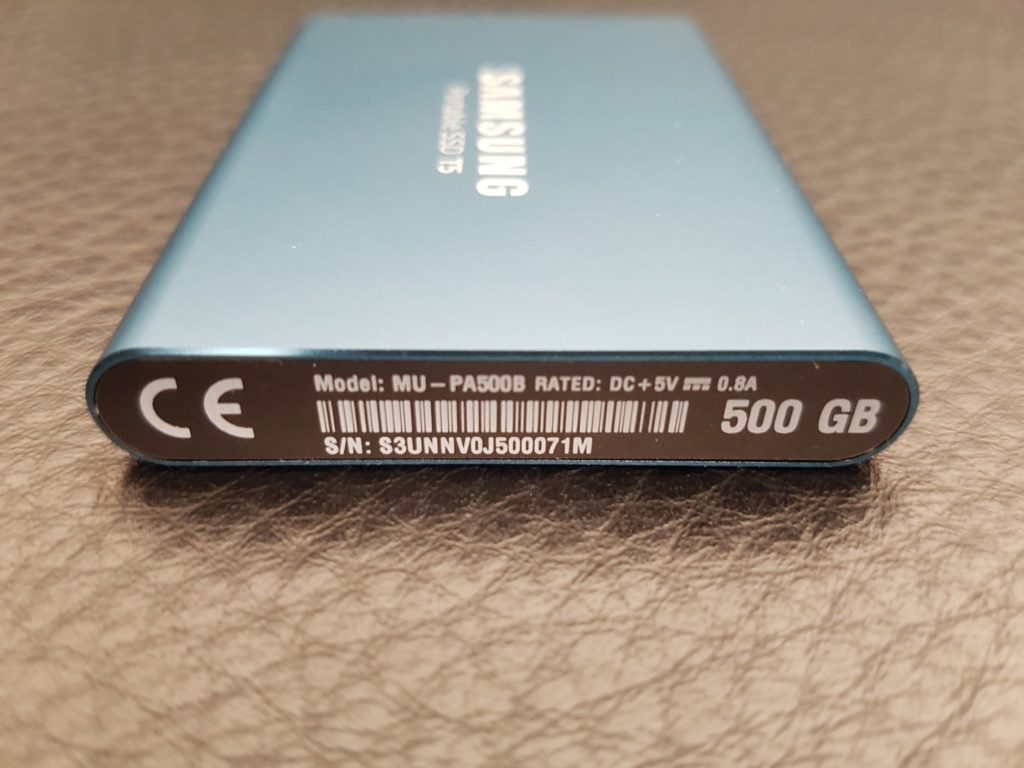 SAMSUNG
Portable SSD T5
CE
Model: MU-PA500B RATED: DC+5V ⎓ 0.8A
500 GB
S/N: S3UNNV0J500071M